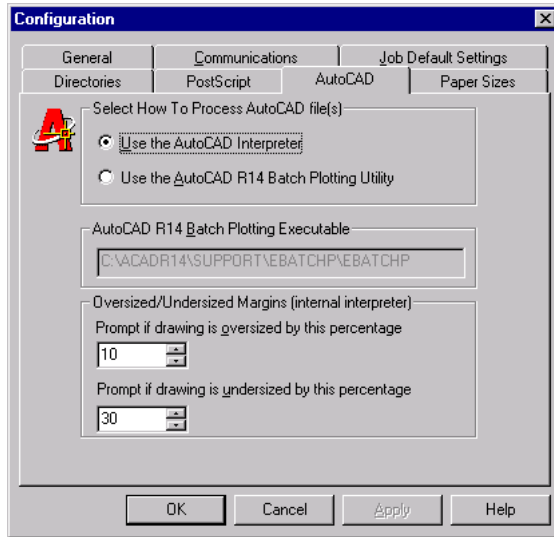 Configuration
General Communications Job Default Settings
Directories PostScript AutoCAD Paper Sizes
Select How To Process AutoCAD file(s)
Use the AutoCAD Interpreter
Use the AutoCAD R14 Batch Plotting Utility
AutoCAD R14 Batch Plotting Executable
C:\ACADR14\SUPPORT\EBATCHP\EBATCHP
Oversized/Undersized Margins (internal interpreter)
Prompt if drawing is oversized by this percentage
10
Prompt if drawing is undersized by this percentage
30
OK Cancel Apply Help